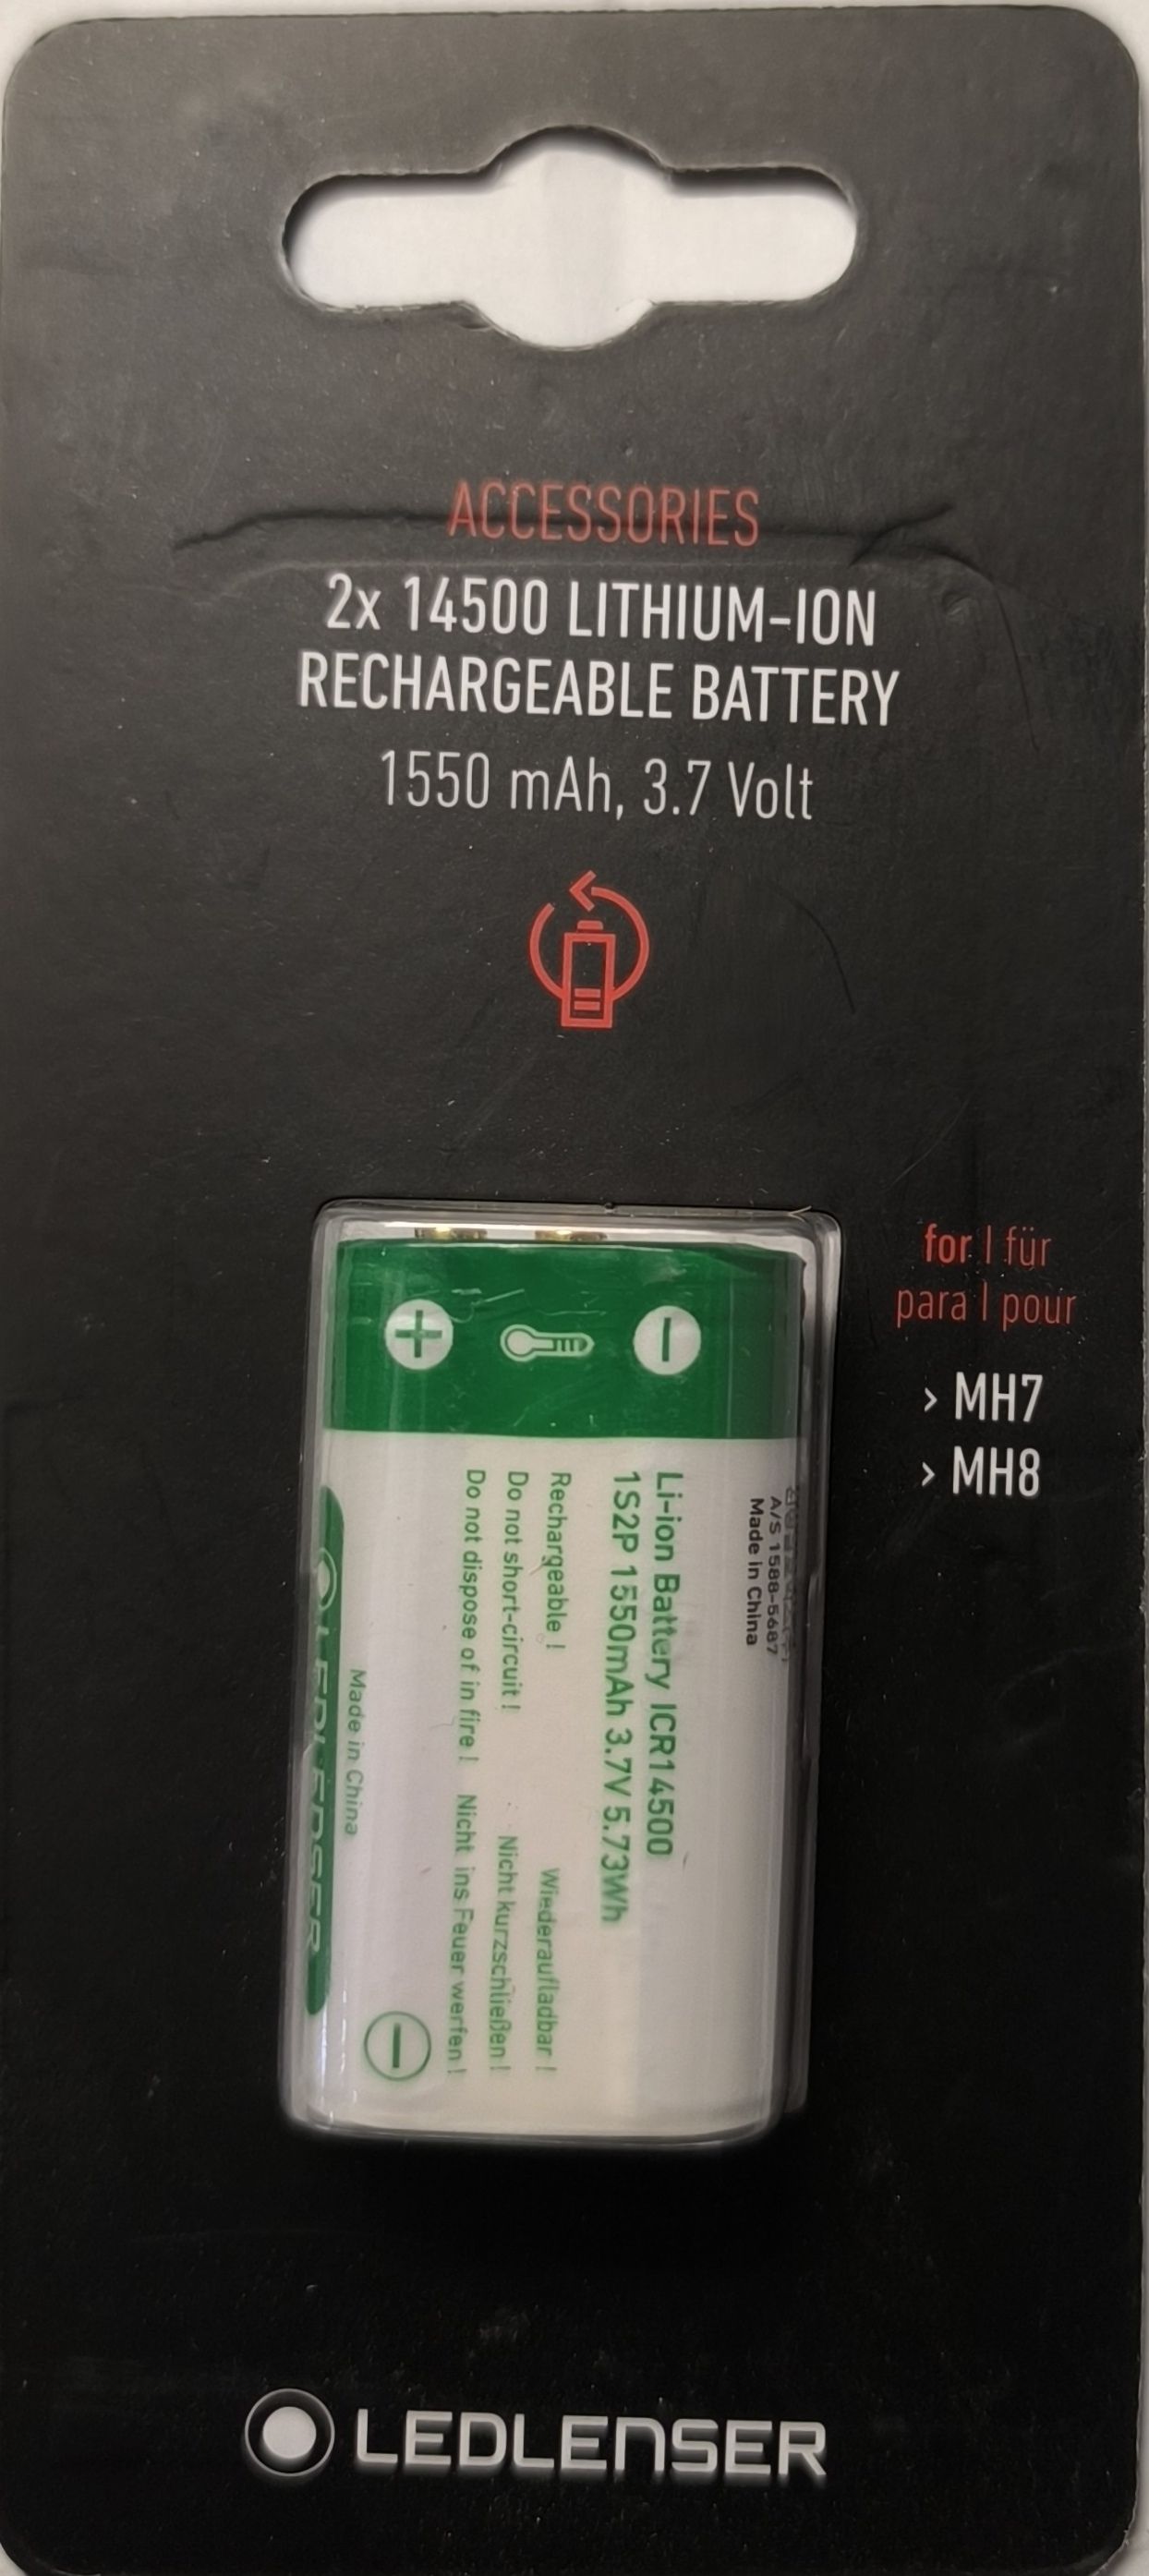 ACCESSORIES
2x 14500 LITHIUM-ION
RECHARGEABLE BATTERY
1550 mAh, 3.7 Volt
for | für
para | pour
› MH7
› MH8
+
−
A/S 1588-5687
Made in China
Li-ion Battery ICR14500
1S2P 1550mAh 3.7V 5.73Wh
Rechargeable ! Wiederaufladbar !
Do not short-circuit ! Nicht kurzschließen !
Do not dispose of in fire ! Nicht ins Feuer werfen !
Made in China
−
LEDLENSER
LEDLENSER